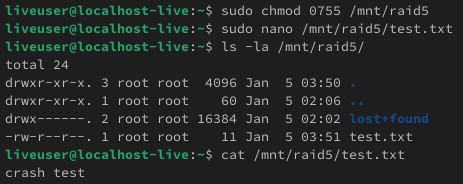 liveuser@localhost-live:~$ sudo chmod 0755 /mnt/raid5
liveuser@localhost-live:~$ sudo nano /mnt/raid5/test.txt
liveuser@localhost-live:~$ ls -la /mnt/raid5/
total 24
drwxr-xr-x. 3 root root  4096 Jan  5 03:50 .
drwxr-xr-x. 1 root root    60 Jan  5 02:06 ..
drwx------. 2 root root 16384 Jan  5 02:02 lost+found
-rw-r--r--. 1 root root    11 Jan  5 03:51 test.txt
liveuser@localhost-live:~$ cat /mnt/raid5/test.txt
crash test